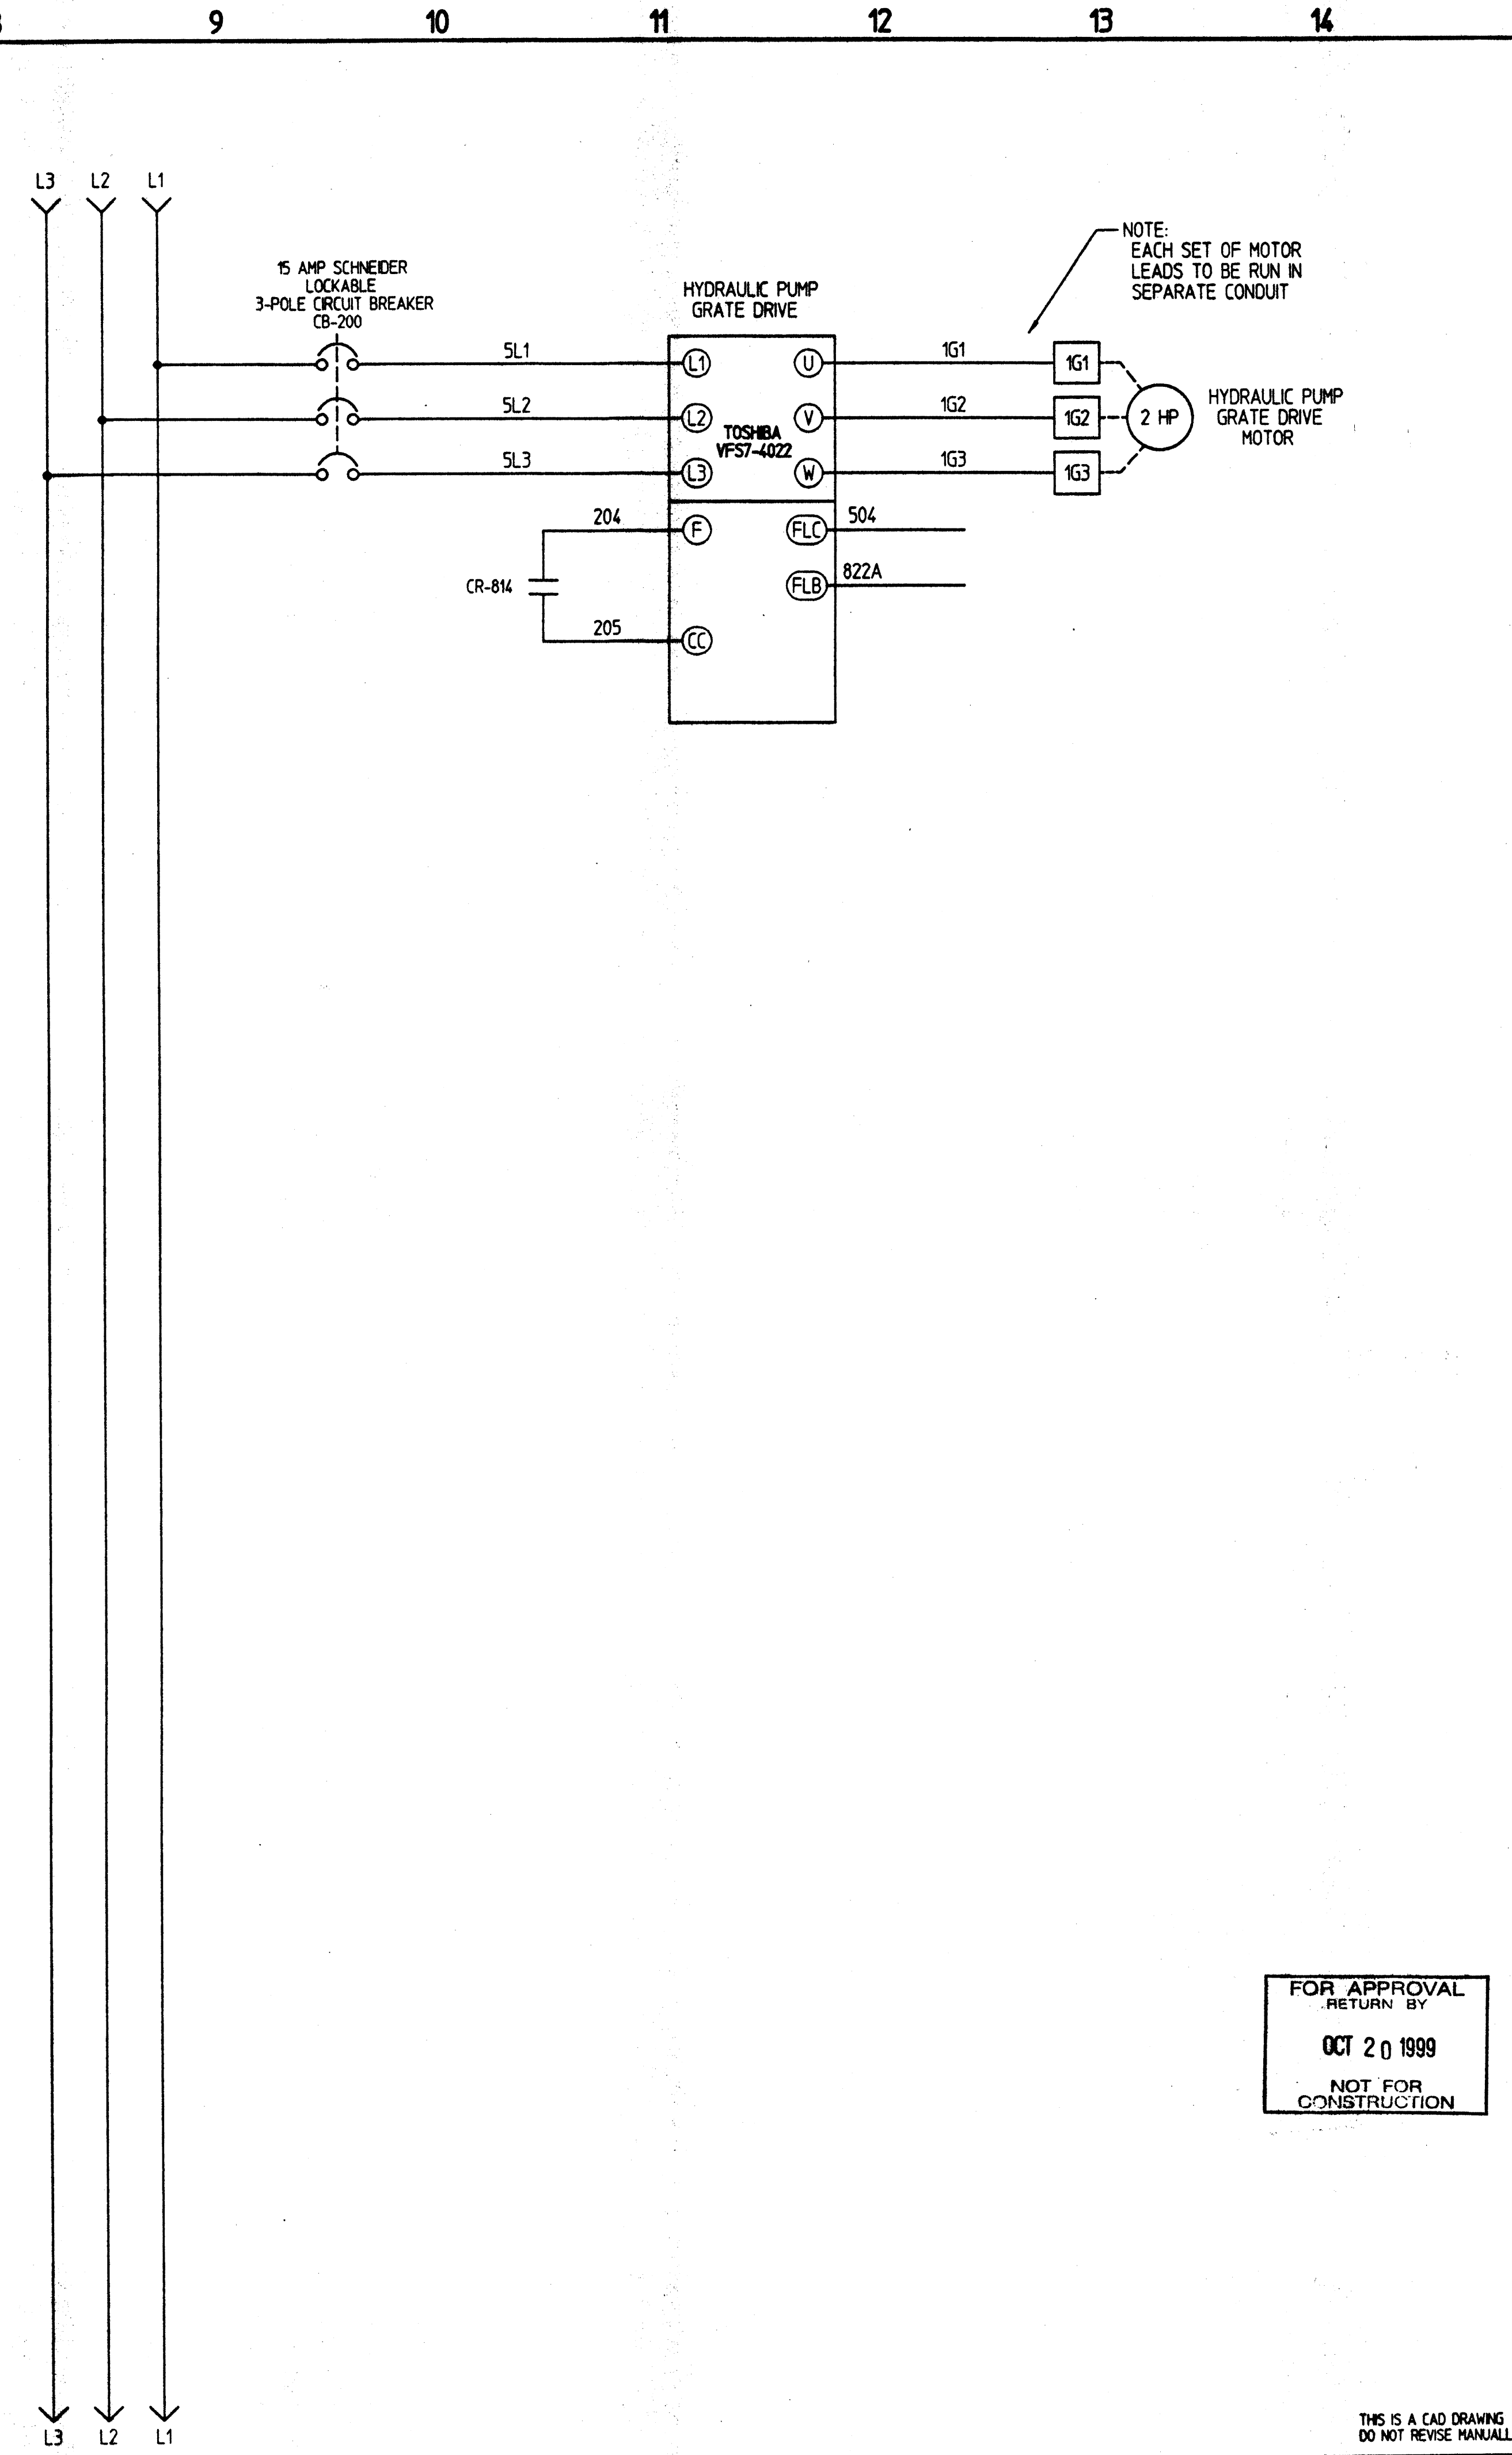 9 10 11 12 13 14
L3 L2 L1
NOTE:
EACH SET OF MOTOR
LEADS TO BE RUN IN
SEPARATE CONDUIT
15 AMP SCHNEIDER
LOCKABLE
3-POLE CIRCUIT BREAKER
CB-200
HYDRAULIC PUMP
GRATE DRIVE
5L1 L1 U 1G1 1G1
5L2 L2 V 1G2 1G2
5L3 L3 W 1G3 1G3
TOSHIBA
VFS7-4022
2 HP
HYDRAULIC PUMP
GRATE DRIVE
MOTOR
204 F FLC 504
CR-814
FLB 822A
205 CC
FOR APPROVAL
RETURN BY
OCT 20 1999
NOT FOR
CONSTRUCTION
L3 L2 L1
THIS IS A CAD DRAWING
DO NOT REVISE MANUALL